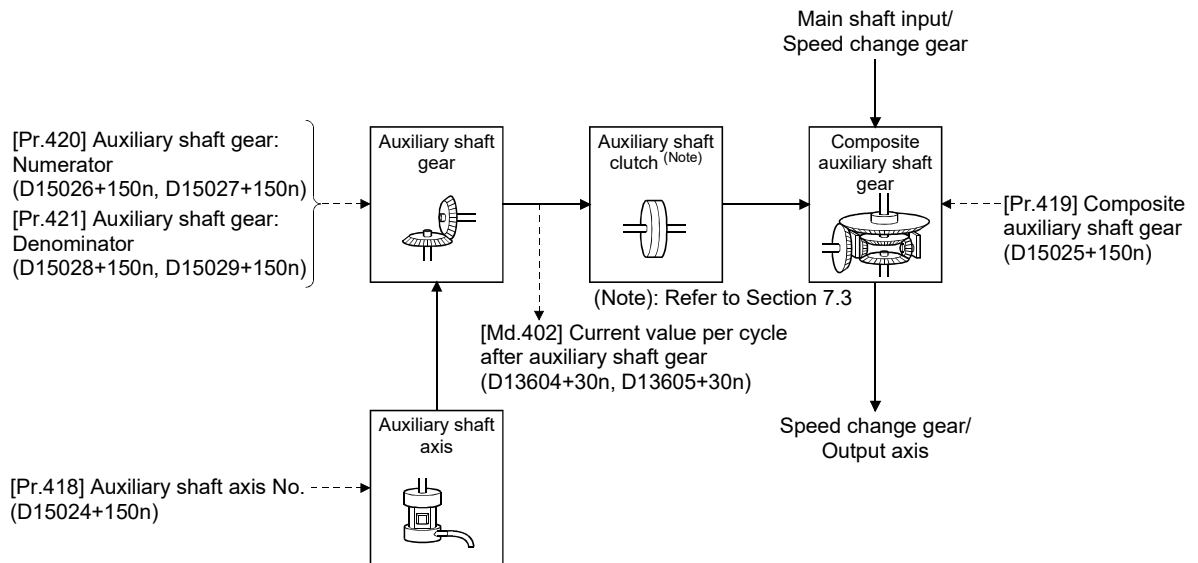 Main shaft input/
Speed change gear
[Pr.420] Auxiliary shaft gear:
Numerator
(D15026+150n, D15027+150n)
[Pr.421] Auxiliary shaft gear:
Denominator
(D15028+150n, D15029+150n)
Auxiliary shaft
gear
Auxiliary shaft
clutch (Note)
Composite
auxiliary shaft
gear
[Pr.419] Composite
auxiliary shaft gear
(D15025+150n)
(Note): Refer to Section 7.3
[Md.402] Current value per cycle
after auxiliary shaft gear
(D13604+30n, D13605+30n)
Auxiliary shaft
axis
Speed change gear/
Output axis
[Pr.418] Auxiliary shaft axis No.
(D15024+150n)